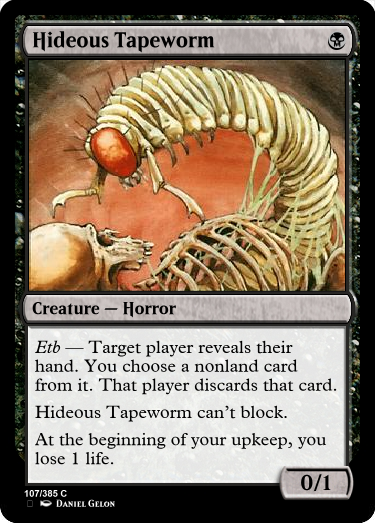 Hideous Tapeworm
Creature — Horror
Etb — Target player reveals their
hand. You choose a nonland card
from it. That player discards that card.
Hideous Tapeworm can't block.
At the beginning of your upkeep, you
lose 1 life.
0/1
107/385 C
Daniel Gelon